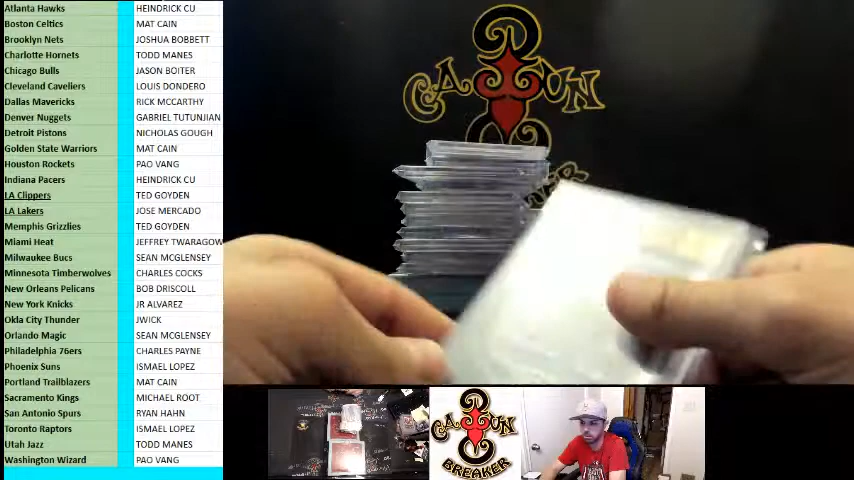 Atlanta Hawks HEINDRICK CU
Boston Celtics MAT CAIN
Brooklyn Nets JOSHUA BOBBETT
Charlotte Hornets TODD MANES
Chicago Bulls JASON BOITER
Cleveland Caveliers LOUIS DONDERO
Dallas Mavericks RICK MCCARTHY
Denver Nuggets GABRIEL TUTUNJIAN
Detroit Pistons NICHOLAS GOUGH
Golden State Warriors MAT CAIN
Houston Rockets PAO VANG
Indiana Pacers HEINDRICK CU
LA Clippers TED GOYDEN
LA Lakers JOSE MERCADO
Memphis Grizzlies TED GOYDEN
Miami Heat JEFFREY TWARAGOW
Milwaukee Bucs SEAN MCGLENSEY
Minnesota Timberwolves CHARLES COCKS
New Orleans Pelicans BOB DRISCOLL
New York Knicks JR ALVAREZ
Okla City Thunder JWICK
Orlando Magic SEAN MCGLENSEY
Philadelphia 76ers CHARLES PAYNE
Phoenix Suns ISMAEL LOPEZ
Portland Trailblazers MAT CAIN
Sacramento Kings MICHAEL ROOT
San Antonio Spurs RYAN HAHN
Toronto Raptors ISMAEL LOPEZ
Utah Jazz TODD MANES
Washington Wizard PAO VANG
CAJUN
CAJUN
BREAKER